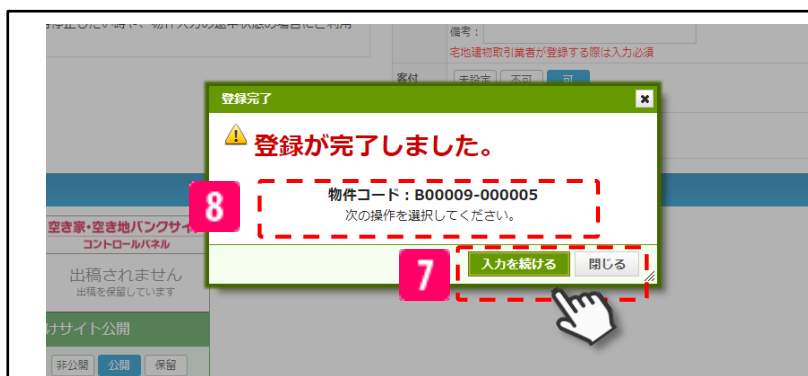 備考：
宅地建物取引業者が登録する際は入力必須
客付
未設定 不可 可
登録完了
登録が完了しました。
8
物件コード：B00009-000005
次の操作を選択してください。
7
入力を続ける 閉じる
空き家・空き地バンクサイ
コントロールパネル
出稿されません
出稿を保留しています
けサイト公開
非公開 公開 保留